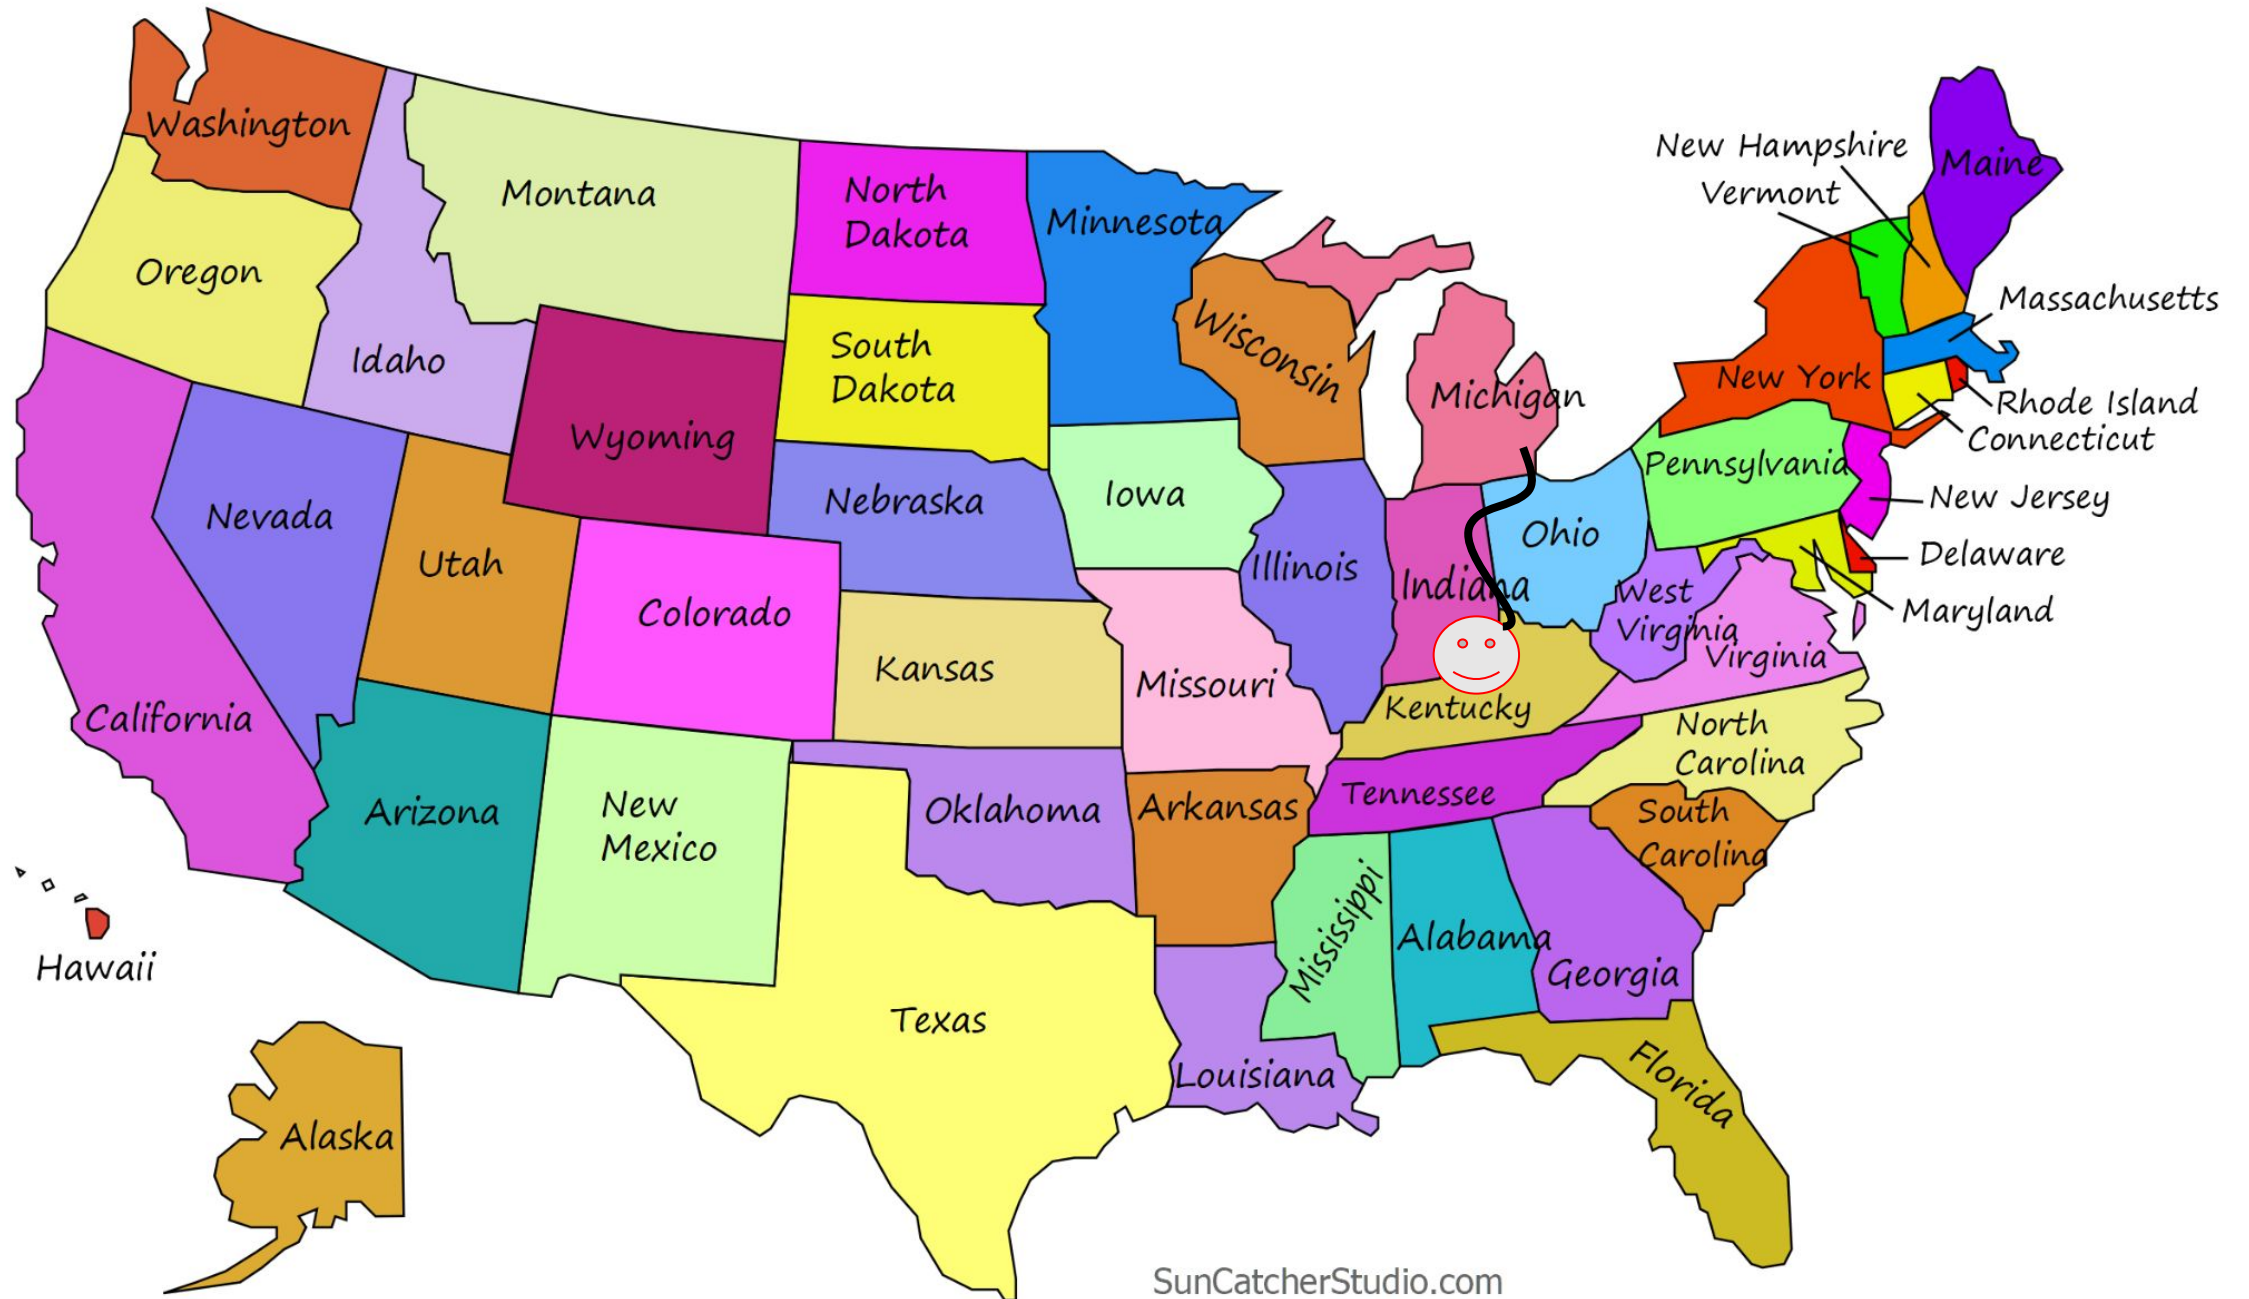 Washington
Montana
North
Dakota
Minnesota
New Hampshire
Vermont
Maine
Oregon
Idaho
Wyoming
South
Dakota
Wisconsin
Michigan
New York
Massachusetts
Rhode Island
Connecticut
Nevada
Utah
Colorado
Nebraska
Iowa
Illinois
Indiana
Ohio
Pennsylvania
New Jersey
Delaware
Maryland
West
Virginia
Virginia
California
Kansas
Missouri
Kentucky
North
Carolina
Arizona
New
Mexico
Oklahoma
Arkansas
Tennessee
South
Carolina
Mississippi
Alabama
Georgia
Hawaii
Texas
Louisiana
Florida
Alaska
SunCatcherStudio.com